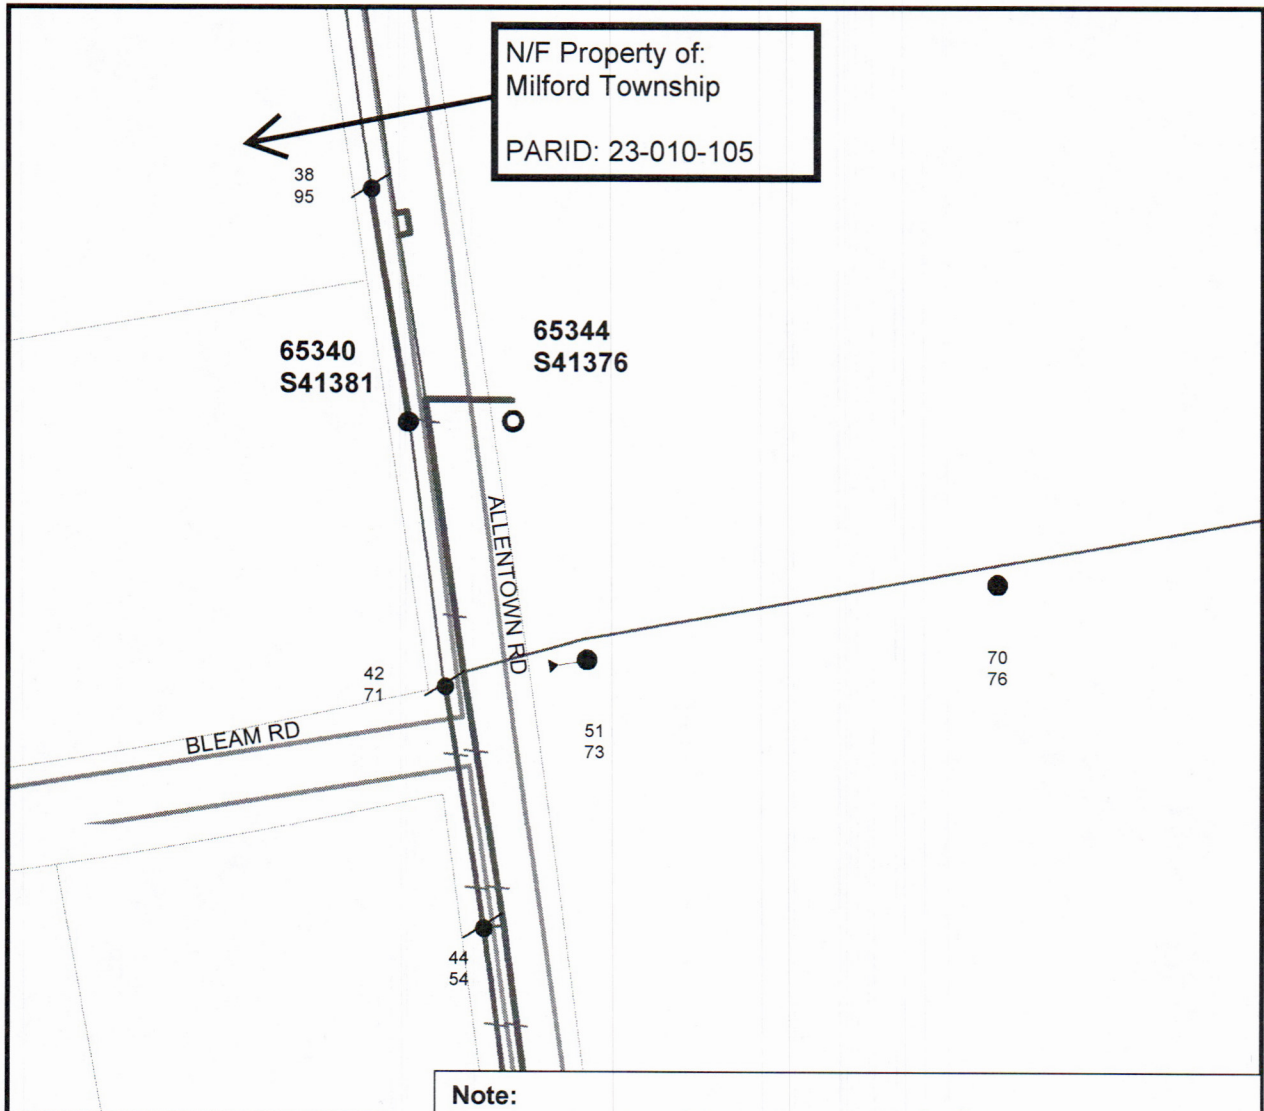 N/F Property of:
Milford Township
PARID: 23-010-105
38
95
65340
S41381
65344
S41376
ALLENTOWN RD
42
71
BLEAM RD
51
73
70
76
44
54
Note: